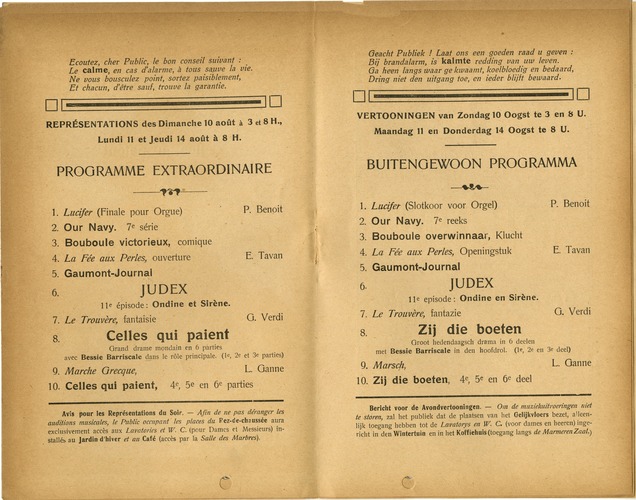 Ecoutez, cher Public, le bon conseil suivant :
Le calme, en cas d'alarme, à tous sauve la vie.
Ne vous bousculez point, sortez paisiblement,
Et chacun, d'être sauf, trouve la garantie.
REPRÉSENTATIONS des Dimanche 10 août à 3 et 8 H.,
Lundi 11 et Jeudi 14 août à 8 H.
PROGRAMME EXTRAORDINAIRE
1. Lucifer (Finale pour Orgue) P. Benoit
2. Our Navy. 7e série
3. Bouboule victorieux, comique
4. La Fée aux Perles, ouverture E. Tavan
5. Gaumont-Journal
6. JUDEX
11e épisode : Ondine et Sirène.
7. Le Trouvère, fantaisie G. Verdi
8. Celles qui paient
Grand drame mondain en 6 parties
avec Bessie Barriscale dans le rôle principale. (1e, 2e et 3e parties)
9. Marche Grecque, L. Ganne
10. Celles qui paient, 4e, 5e en 6e parties
Avis pour les Représentations du Soir. — Afin de ne pas déranger les
auditions musicales, le Public occupant les places du Rez-de-chaussée aura
exclusivement accès aux Lavatories et W. C. (pour Dames et Messieurs) in-
stallés au Jardin d'hiver et au Café (accès par la Salle des Marbres).
Geacht Publiek ! Laat ons een goeden raad u geven :
Bij brandalarm, is kalmte redding van uw leven.
Ga heen langs waar ge kwaamt, koelbloedig en bedaard,
Dring niet den uitgang toe, en ieder blijft bewaard.
VERTOONINGEN van Zondag 10 Oogst te 3 en 8 U.
Maandag 11 en Donderdag 14 Oogst te 8 U.
BUITENGEWOON PROGRAMMA
1. Lucifer (Slotkoor voor Orgel) P. Benoit
2. Our Navy. 7e reeks
3. Bouboule overwinnaar, Klucht
4. La Fée aux Perles, Openingstuk E. Tavan
5. Gaumont-Journal
6. JUDEX
11e episode : Ondine en Sirène.
7. Le Trouvère, fantazie G. Verdi
8. Zij die boeten
Groot hedendaagsch drama in 6 deelen
met Bessie Barriscale in den hoofdrol. (1e, 2e en 3e deel)
9. Marsch, L. Ganne
10. Zij die boeten, 4e, 5e en 6e deel
Bericht voor de Avondvertooningen. — Om de muziekuitvoeringen niet
te storen, zal het publiek dat de plaatsen van het Gelijkvloers bezet, alleen-
lijk toegang hebben tot de Lavatorys en W. C. (voor dames en heeren) inge-
richt in den Wintertuin en in het Koffiehuis (toegang langs de Marmeren Zaal.)